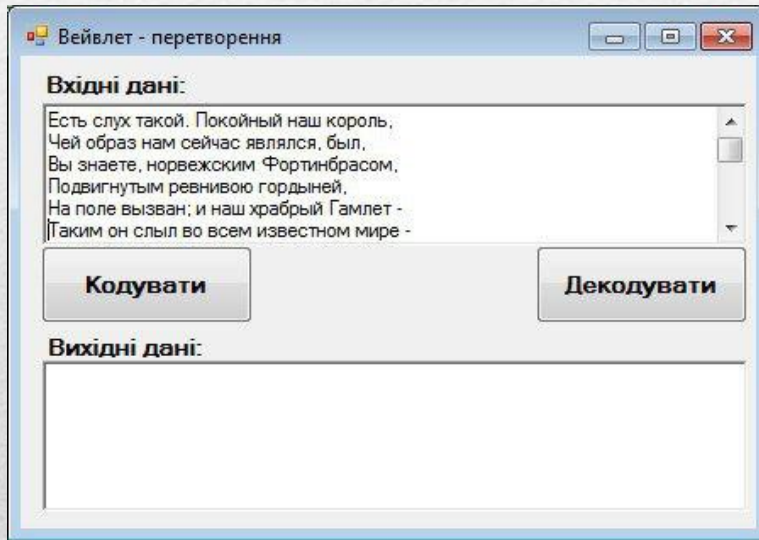 Вейвлет - перетворення
Вхідні дані:
Есть слух такой. Покойный наш король,
Чей образ нам сейчас являлся, был,
Вы знаете, норвежским Фортинбрасом,
Подвигнутым ревнивою гордыней,
На поле вызван; и наш храбрый Гамлет -
Таким он слыл во всем известном мире -
Кодувати
Декодувати
Вихідні дані: